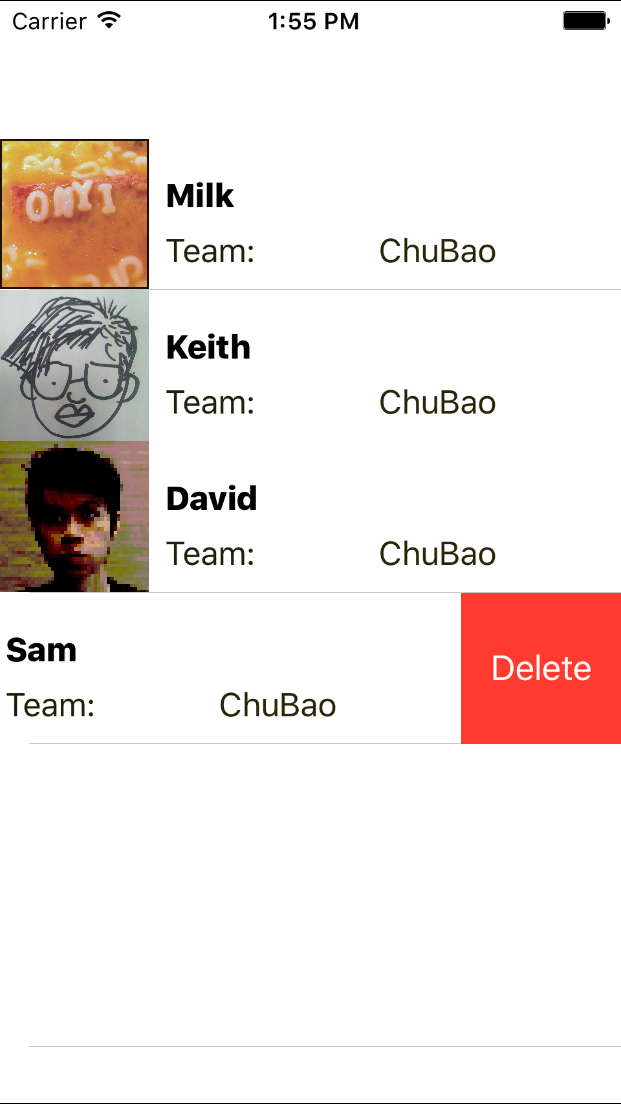 Carrier 1:55 PM
ONYI
Milk
Team: ChuBao
Keith
Team: ChuBao
David
Team: ChuBao
Sam
Team: ChuBao
Delete